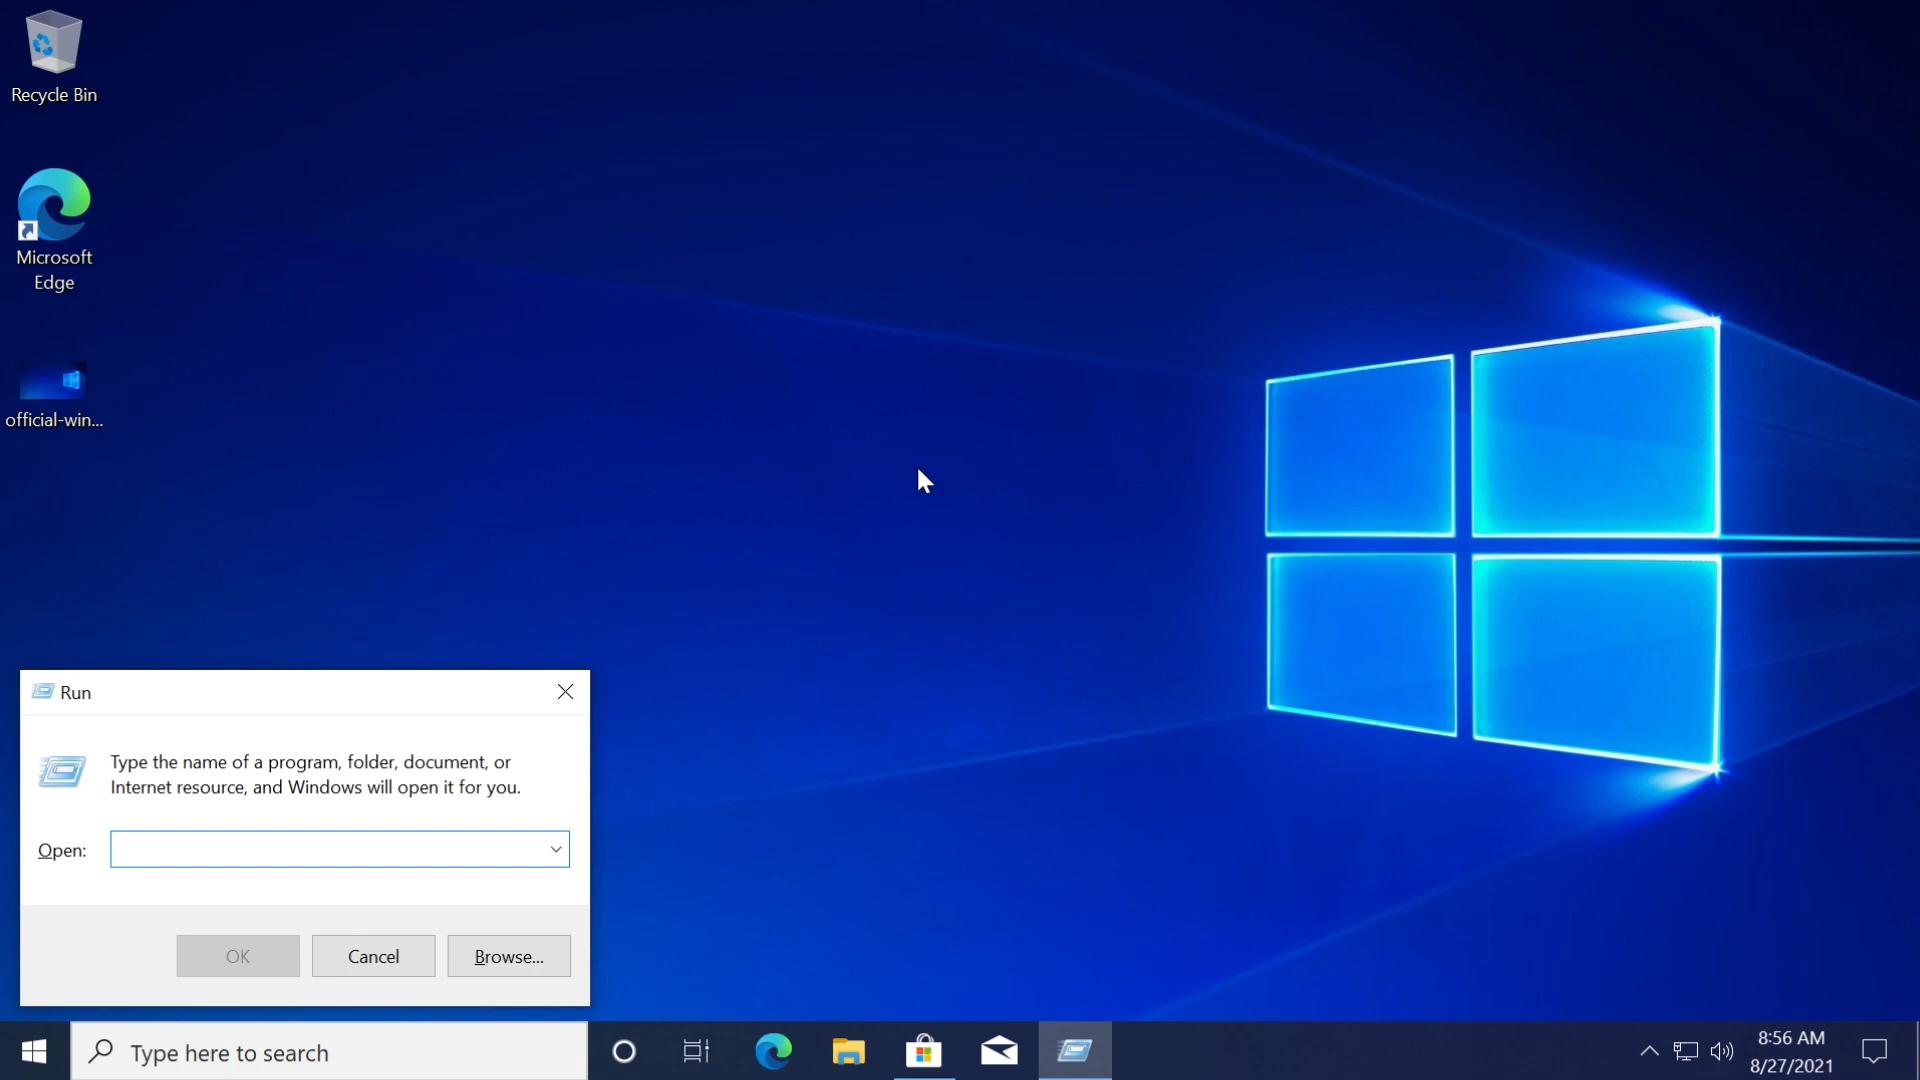 Recycle Bin
Microsoft
Edge
official-win...
Run
Type the name of a program, folder, document, or
Internet resource, and Windows will open it for you.
Open:
OK
Cancel
Browse...
Type here to search
8:56 AM
8/27/2021